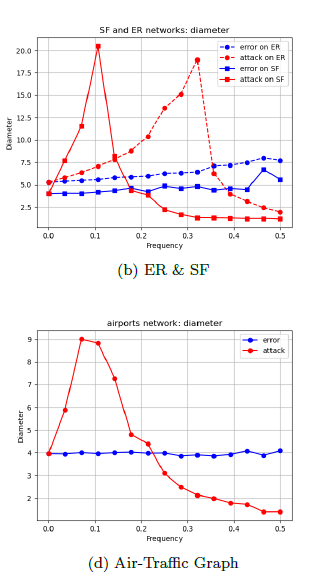 SF and ER networks: diameter
error on ER
attack on ER
error on SF
attack on SF
20.0
17.5
15.0
12.5
10.0
7.5
5.0
2.5
Diameter
0.0 0.1 0.2 0.3 0.4 0.5
Frequency
(b) ER & SF
airports network: diameter
error
attack
9
8
7
6
5
4
3
2
Diameter
0.0 0.1 0.2 0.3 0.4 0.5
Frequency
(d) Air-Traffic Graph